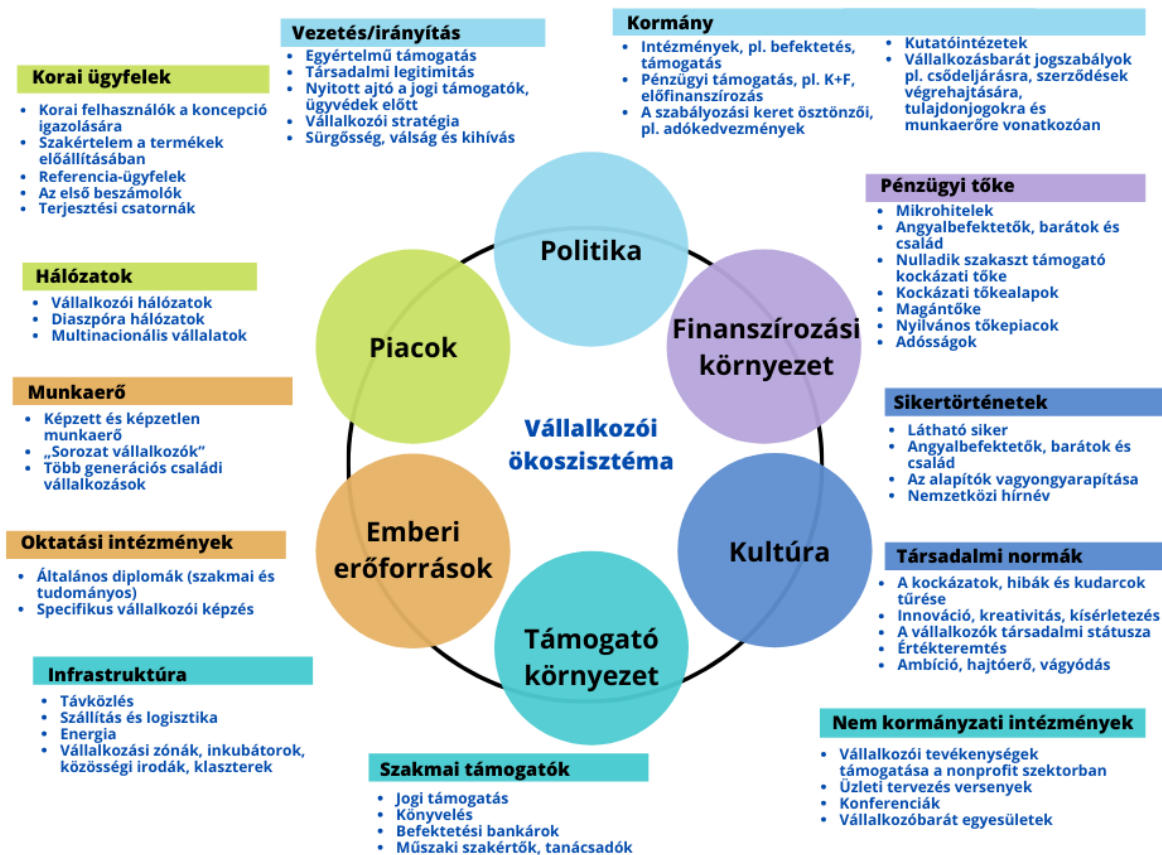 Vezetés/irányítás
• Egyértelmű támogatás
• Társadalmi legitimitás
• Nyitott ajtó a jogi támogatók,
ügyvédek előtt
• Vállalkozói stratégia
• Sürgősség, válság és kihívás
Kormány
• Intézmények, pl. befektetés,
támogatás
• Pénzügyi támogatás, pl. K+F,
előfinanszírozás
• A szabályozási keret ösztönzői,
pl. adókedvezmények
• Kutatóintézetek
• Vállalkozásbarát jogszabályok
pl. csődeljárásra, szerződések
végrehajtására,
tulajdonjogokra és
munkaerőre vonatkozóan
Korai ügyfelek
• Korai felhasználók a koncepció
igazolására
• Szakértelem a termékek
előállításában
• Referencia-ügyfelek
• Az első beszámolók
• Terjesztési csatornák
Pénzügyi tőke
• Mikrohitelek
• Angyalbefektetők, barátok és
család
• Nulladik szakaszt támogató
kockázati tőke
• Kockázati tőkealapok
• Magántőke
• Nyilvános tőkepiacok
• Adósságok
Hálózatok
• Vállalkozói hálózatok
• Diaszpóra hálózatok
• Multinacionális vállalatok
Politika
Piacok
Finanszírozási
környezet
Vállalkozói
ökoszisztéma
Emberi
erőforrások
Kultúra
Támogató
környezet
Munkaerő
• Képzett és képzetlen
munkaerő
• „Sorozat vállalkozók”
• Több generációs családi
vállalkozások
Sikertörténetek
• Látható siker
• Angyalbefektetők, barátok és
család
• Az alapítók vagyongyarapítása
• Nemzetközi hírnév
Oktatási intézmények
• Általános diplomák (szakmai és
tudományos)
• Specifikus vállalkozói képzés
Társadalmi normák
• A kockázatok, hibák és kudarcok
tűrése
• Innováció, kreativitás, kísérletezés
• A vállalkozók társadalmi státusza
• Értékteremtés
• Ambíció, hajtóerő, vágyódás
Infrastruktúra
• Távközlés
• Szállítás és logisztika
• Energia
• Vállalkozási zónák, inkubátorok,
közösségi irodák, klaszterek
Szakmai támogatók
• Jogi támogatás
• Könyvelés
• Befektetési bankárok
• Műszaki szakértők, tanácsadók
Nem kormányzati intézmények
• Vállalkozói tevékenységek
támogatása a nonprofit szektorban
• Üzleti tervezés versenyek
• Konferenciák
• Vállalkozóbarát egyesületek